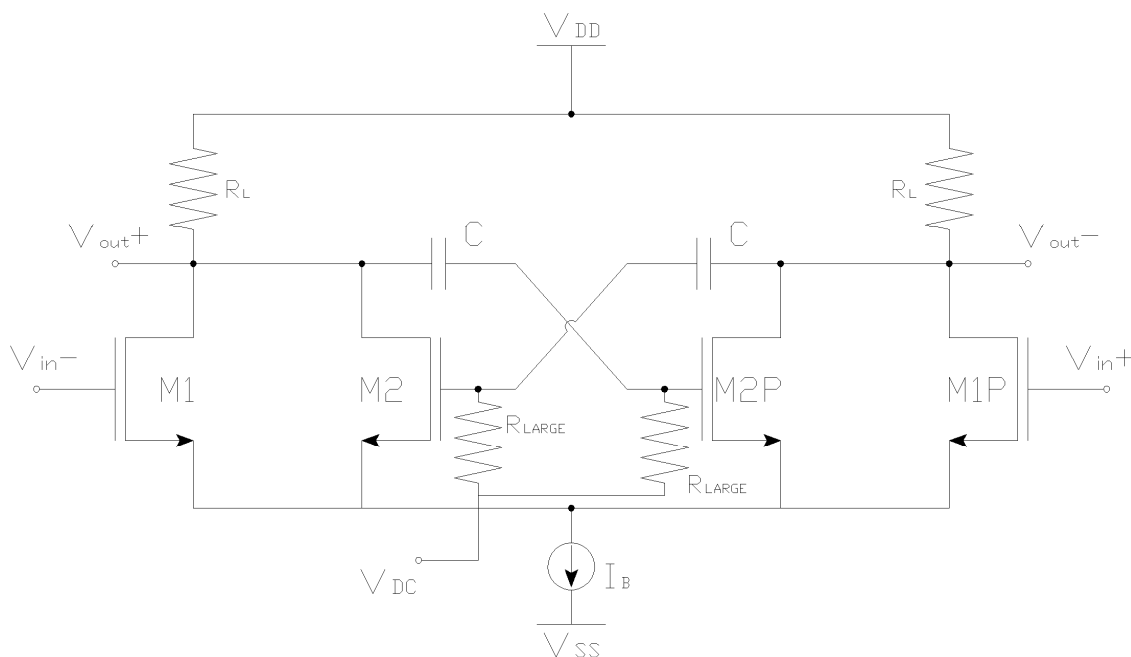 VDD
RL
RL
Vout+
C
C
Vout-
Vin-
M1
M2
M2P
M1P
Vin+
RLARGE
RLARGE
VDC
IB
VSS